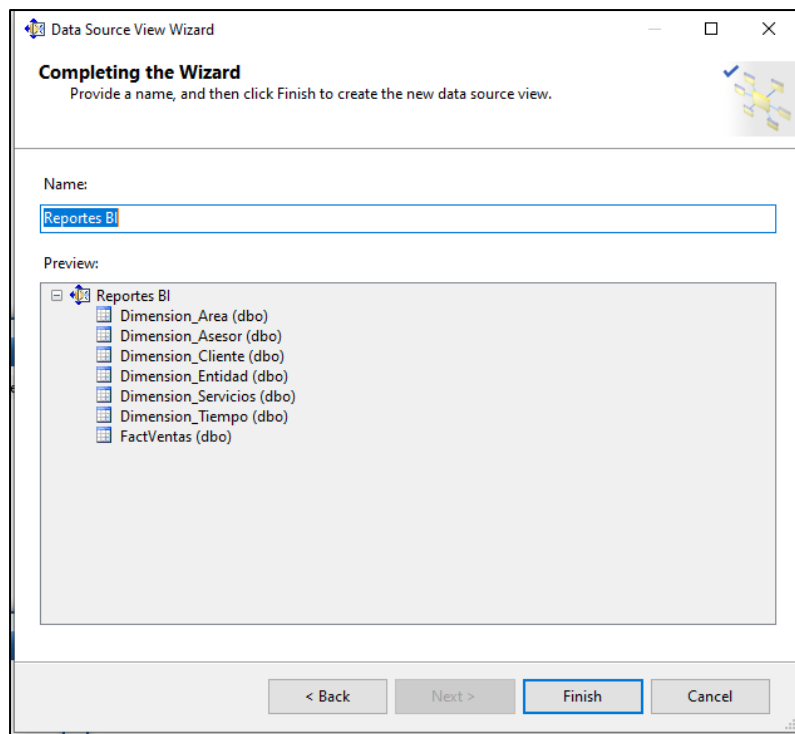 Data Source View Wizard
Completing the Wizard
Provide a name, and then click Finish to create the new data source view.
Name:
Reportes BI
Preview:
Reportes BI
Dimension_Area (dbo)
Dimension_Asesor (dbo)
Dimension_Cliente (dbo)
Dimension_Entidad (dbo)
Dimension_Servicios (dbo)
Dimension_Tiempo (dbo)
FactVentas (dbo)
< Back
Next >
Finish
Cancel